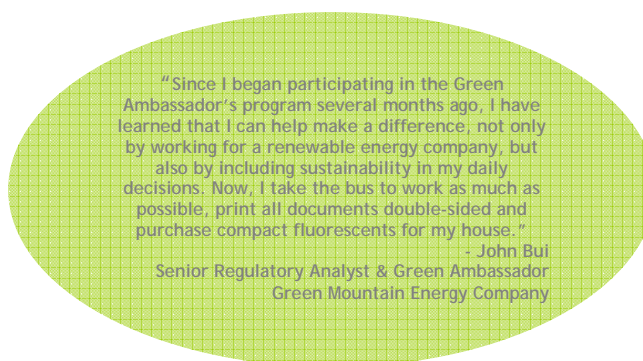 “Since I began participating in the Green
Ambassador’s program several months ago, I have
learned that I can help make a difference, not only
by working for a renewable energy company, but
also by including sustainability in my daily
decisions. Now, I take the bus to work as much as
possible, print all documents double-sided and
purchase compact fluorescents for my house.”
- John Bui
Senior Regulatory Analyst & Green Ambassador
Green Mountain Energy Company